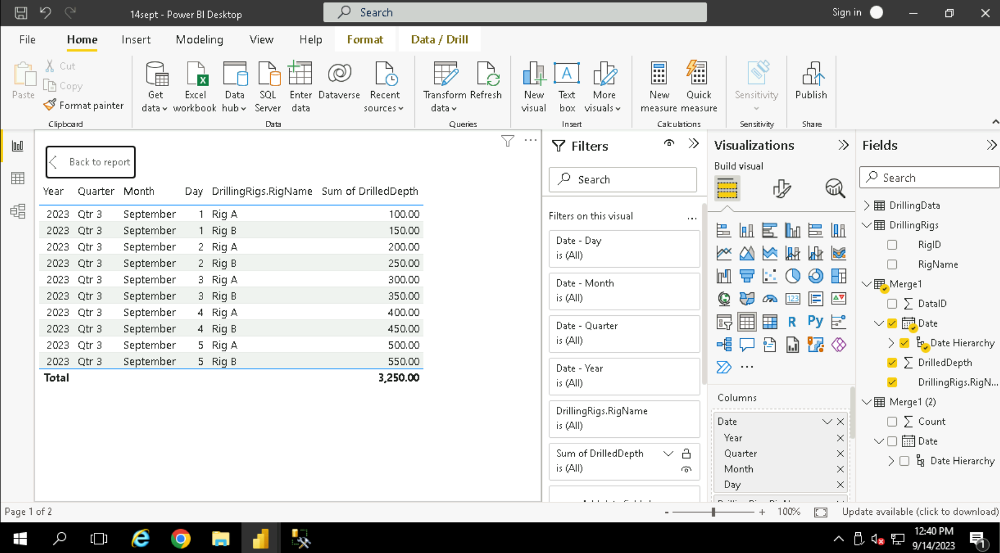 14sept - Power BI Desktop
Search
Sign in
File
Home
Insert
Modeling
View
Help
Format
Data / Drill
Paste
Cut
Copy
Format painter
Clipboard
Get data
Excel workbook
Data hub
SQL Server
Enter data
Dataverse
Recent sources
Data
Transform data
Refresh
Queries
New visual
Text box
More visuals
Insert
New measure
Quick measure
Calculations
Sensitivity
Sensitivity
Publish
Share
Back to report
Year Quarter Month Day DrillingRigs.RigName Sum of DrilledDepth
2023 Qtr 3 September 1 Rig A 100.00
2023 Qtr 3 September 1 Rig B 150.00
2023 Qtr 3 September 2 Rig A 200.00
2023 Qtr 3 September 2 Rig B 250.00
2023 Qtr 3 September 3 Rig A 300.00
2023 Qtr 3 September 3 Rig B 350.00
2023 Qtr 3 September 4 Rig A 400.00
2023 Qtr 3 September 4 Rig B 450.00
2023 Qtr 3 September 5 Rig A 500.00
2023 Qtr 3 September 5 Rig B 550.00
Total 3,250.00
Filters
Search
Filters on this visual
Date - Day
is (All)
Date - Month
is (All)
Date - Quarter
is (All)
Date - Year
is (All)
DrillingRigs.RigName
is (All)
Sum of DrilledDepth
is (All)
Visualizations
Build visual
123
R
Py
Columns
Date
Year
Quarter
Month
Day
Fields
Search
DrillingData
DrillingRigs
RigID
RigName
Merge1
DataID
Date
Date Hierarchy
DrilledDepth
DrillingRigs.RigN...
Merge1 (2)
Count
Date
Date Hierarchy
Page 1 of 2
- + 100%
Update available (click to download)
12:40 PM
9/14/2023
1